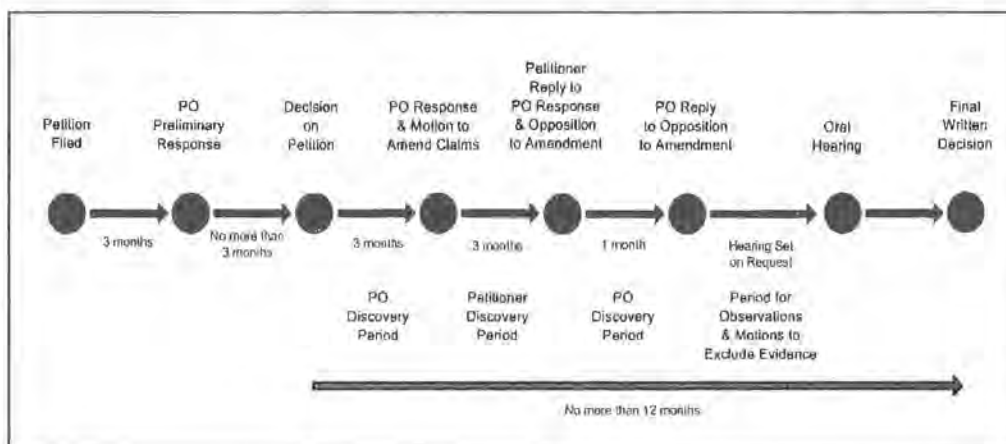 Petition
Filed
PO
Preliminary
Response
Decision
on
Petition
PO Response
& Motion to
Amend Claims
Petitioner
Reply to
PO Response
& Opposition
to Amendment
PO Reply
to Opposition
to Amendment
Oral
Hearing
Final
Written
Decision
3 months
No more than
3 months
3 months
3 months
1 month
Hearing Set
on Request
PO
Discovery
Period
Petitioner
Discovery
Period
PO
Discovery
Period
Period for
Observations
& Motions to
Exclude Evidence
No more than 12 months